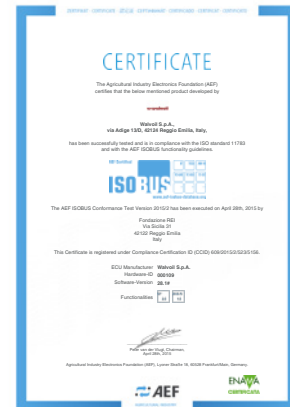 CERTIFICATE
The Agricultural Industry Electronics Foundation (AEF)
certifies that the below mentioned product developed by
Walvoil S.p.A.,
via Adige 13/D, 42124 Reggio Emilia, Italy,
has been successfully tested and is in compliance with the ISO standard 11783
and with the AEF ISOBUS functionality guidelines.
AEF Certified
ISOBUS
The AEF ISOBUS Conformance Test Version 2015/2 has been executed on April 28th, 2015 by
Fondazione REI
Via Sicilia 31
42122 Reggio Emilia
Italy
This Certificate is registered under Compliance Certification ID (CCID)
ECU Manufacturer Walvoil S.p.A.
Hardware-ID 000109
Software-Version 28.1#
Functionalities
Peter van der Vlugt, Chairman,
April 28th, 2015
Agricultural Industry Electronics Foundation (AEF), Lyoner Straße 18, 60528 Frankfurt/Main, Germany
AEF
ENAMA
CERTIFICATA